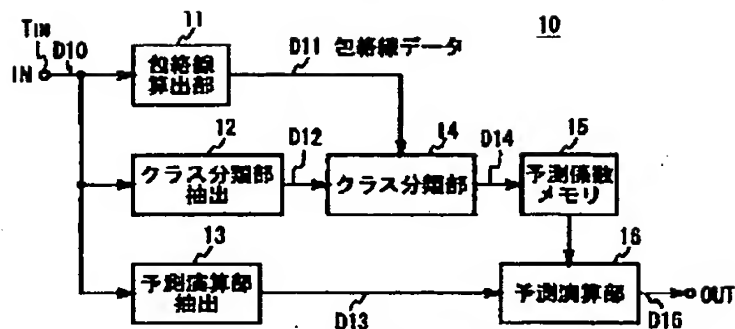 10
TIN
IN
D10
11
包絡線
算出部
D11 包絡線データ
12
クラス分類部
抽出
D12
14
クラス分類部
D14
15
予測係数
メモリ
13
予測演算部
抽出
D13
16
予測演算部
D16
OUT